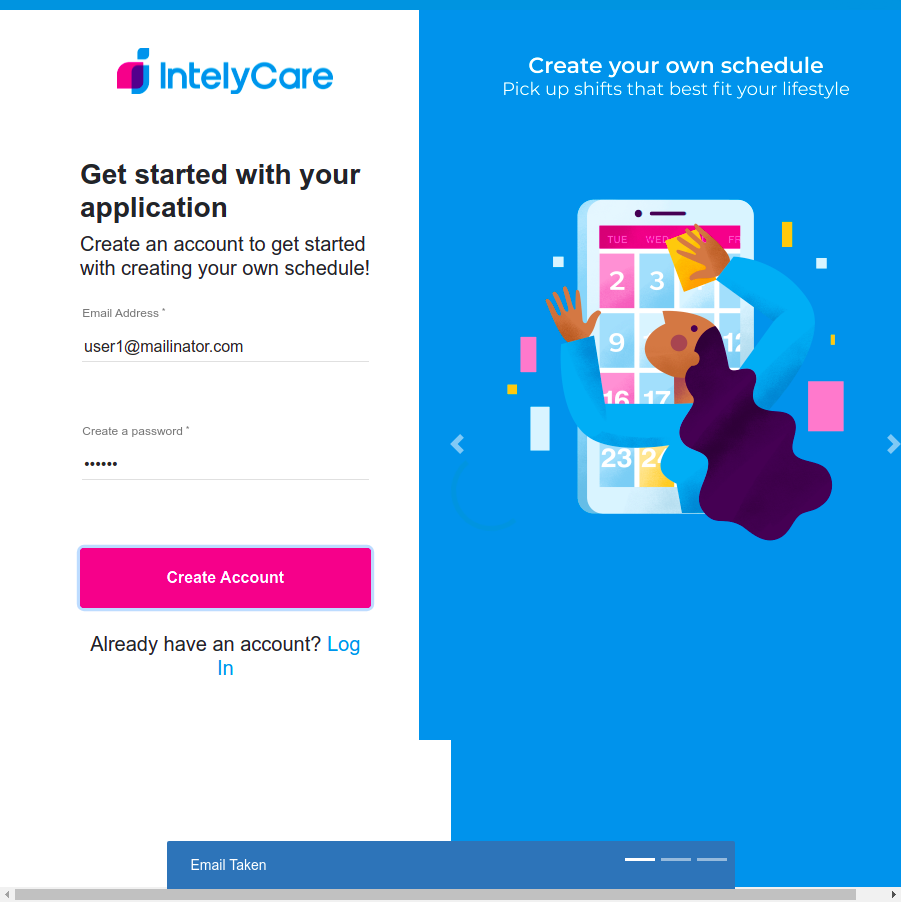 IntelyCare
Get started with your
application
Create an account to get started
with creating your own schedule!
Email Address *
user1@mailinator.com
Create a password *
••••••
Create Account
Already have an account? Log
In
Create your own schedule
Pick up shifts that best fit your lifestyle
TUE WED FR
2 3
9 12
16 17
23
Email Taken